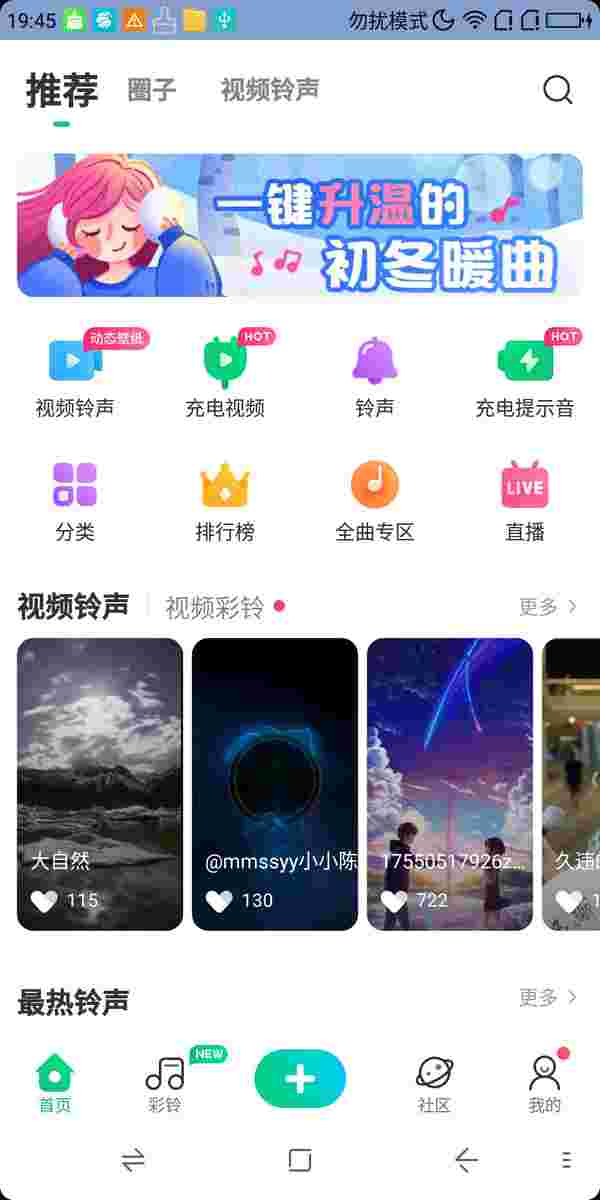 19:45 勿扰模式
推荐 圈子 视频铃声
一键升温的
初冬暖曲
动态壁纸 HOT HOT
视频铃声 充电视频 铃声 充电提示音
LIVE
分类 排行榜 全曲专区 直播
视频铃声 视频彩铃 更多
大自然 @mmssyy小小陈 17550517926z... 久违
115 130 722 1
最热铃声 更多
NEW
首页 彩铃 社区 我的